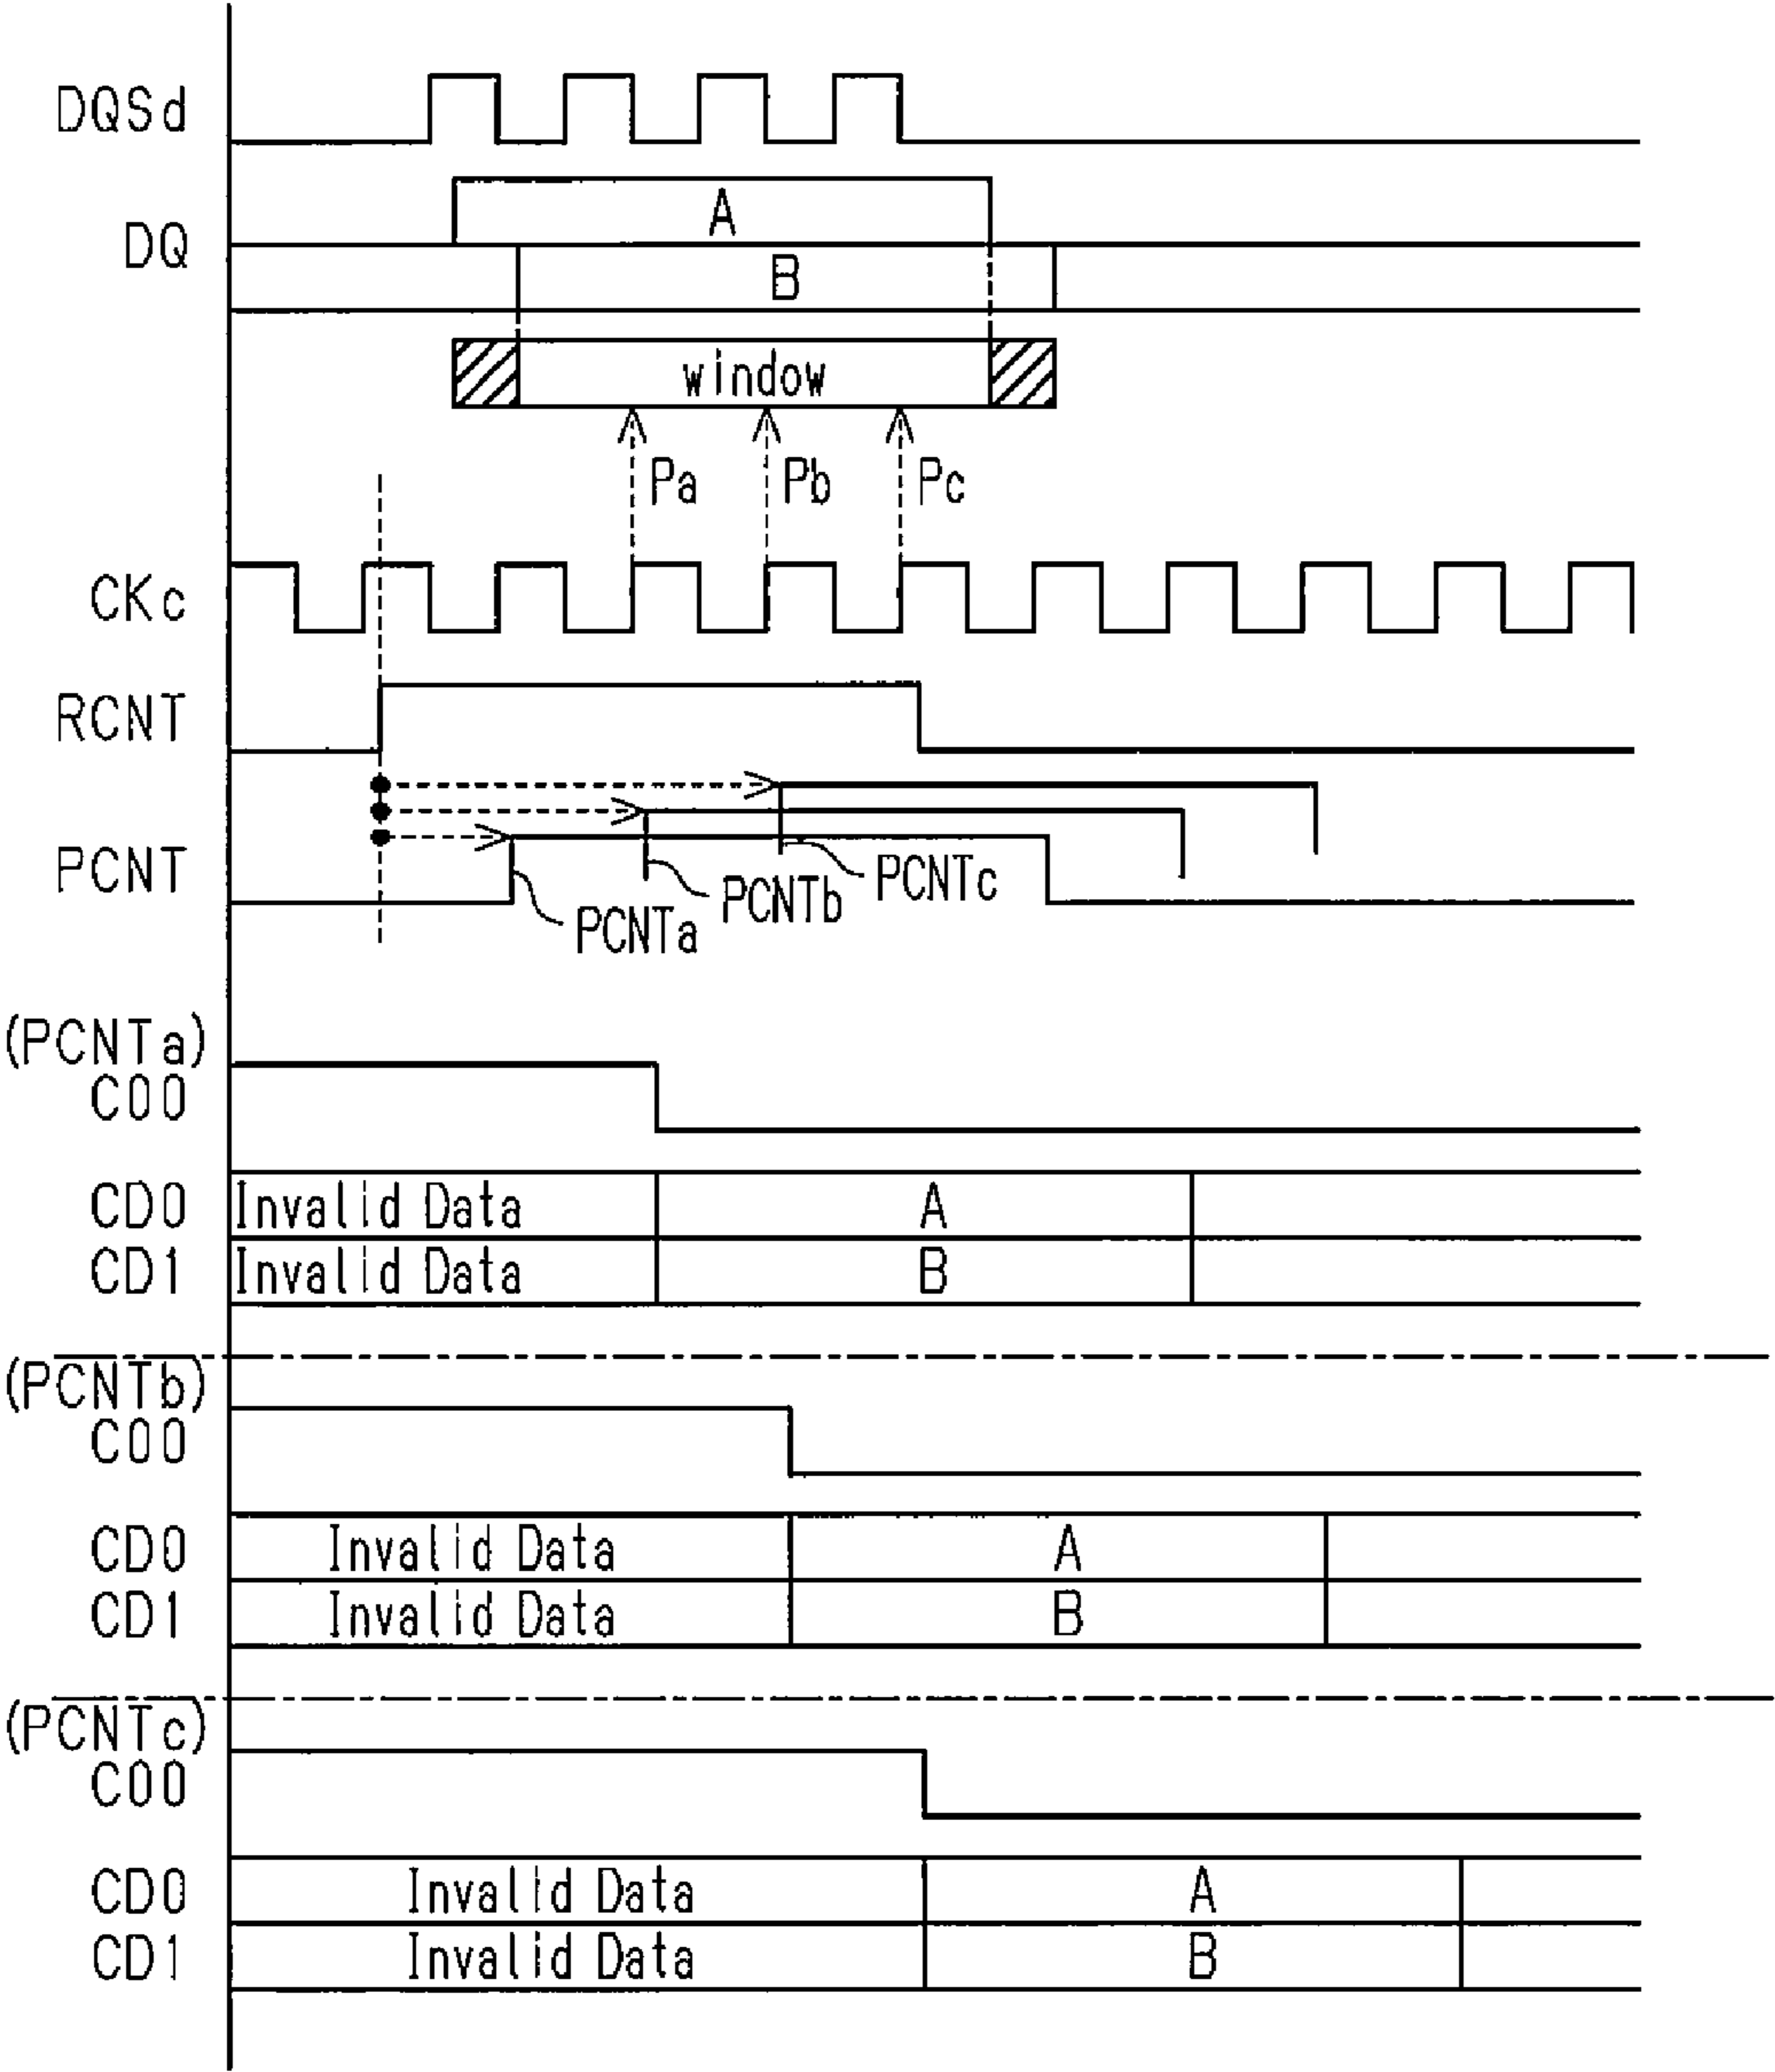 DQSd
A
DQ
B
window
Pa Pb Pc
CKc
RCNT
PCNT
PCNTc
PCNTb
PCNTa
(PCNTa)
C00
CD0 Invalid Data A
CD1 Invalid Data B
(PCNTb)
C00
CD0 Invalid Data A
CD1 Invalid Data B
(PCNTc)
C00
CD0 Invalid Data A
CD1 Invalid Data B